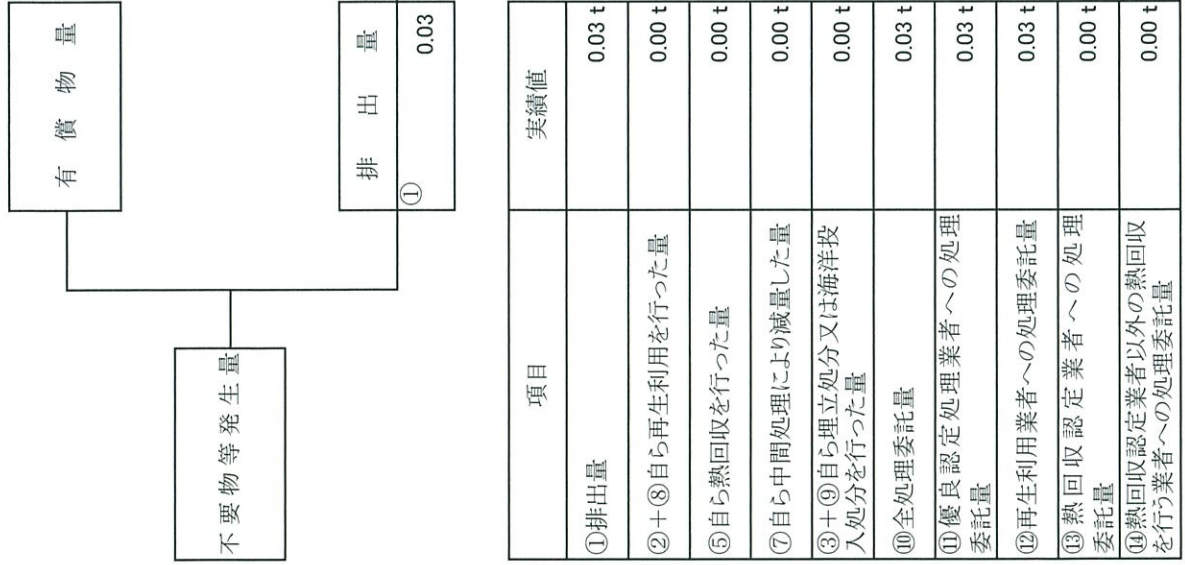 不要物等発生量
有償物量
排出量
① 0.03
項目 実績値
①排出量 0.03 t
②+⑧自ら再生利用を行った量 0.00 t
⑤自ら熱回収を行った量 0.00 t
⑦自ら中間処理により減量した量 0.00 t
③+⑨自ら埋立処分又は海洋投
入処分を行った量 0.00 t
⑩全処理委託量 0.03 t
⑪優良認定処理業者への処理
委託量 0.03 t
⑫再生利用業者への処理委託量 0.03 t
⑬熱回収認定業者への処理
委託量 0.00 t
⑭熱回収認定業者以外の熱回収
を行う業者への処理委託量 0.00 t